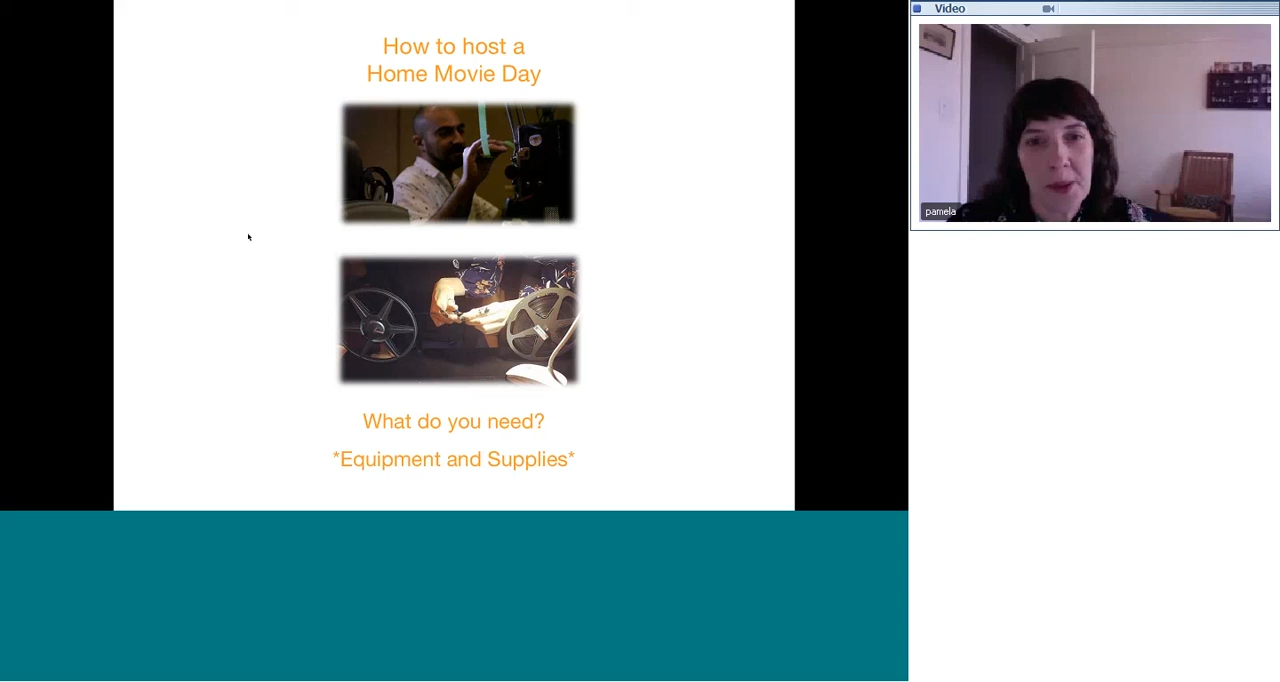 How to host a
Home Movie Day
What do you need?
*Equipment and Supplies*
Video
pamela